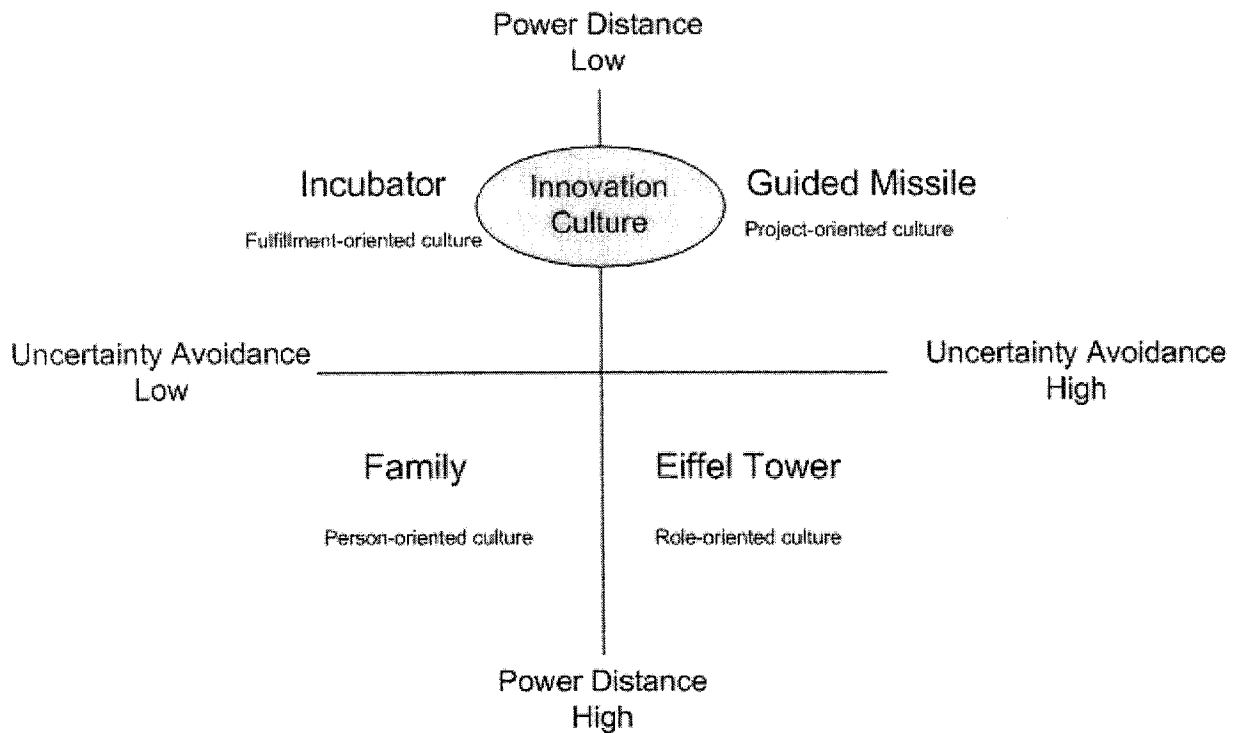 Power Distance
Low
Incubator
Innovation
Culture
Guided Missile
Fulfillment-oriented culture
Project-oriented culture
Uncertainty Avoidance
Low
Uncertainty Avoidance
High
Family
Eiffel Tower
Person-oriented culture
Role-oriented culture
Power Distance
High